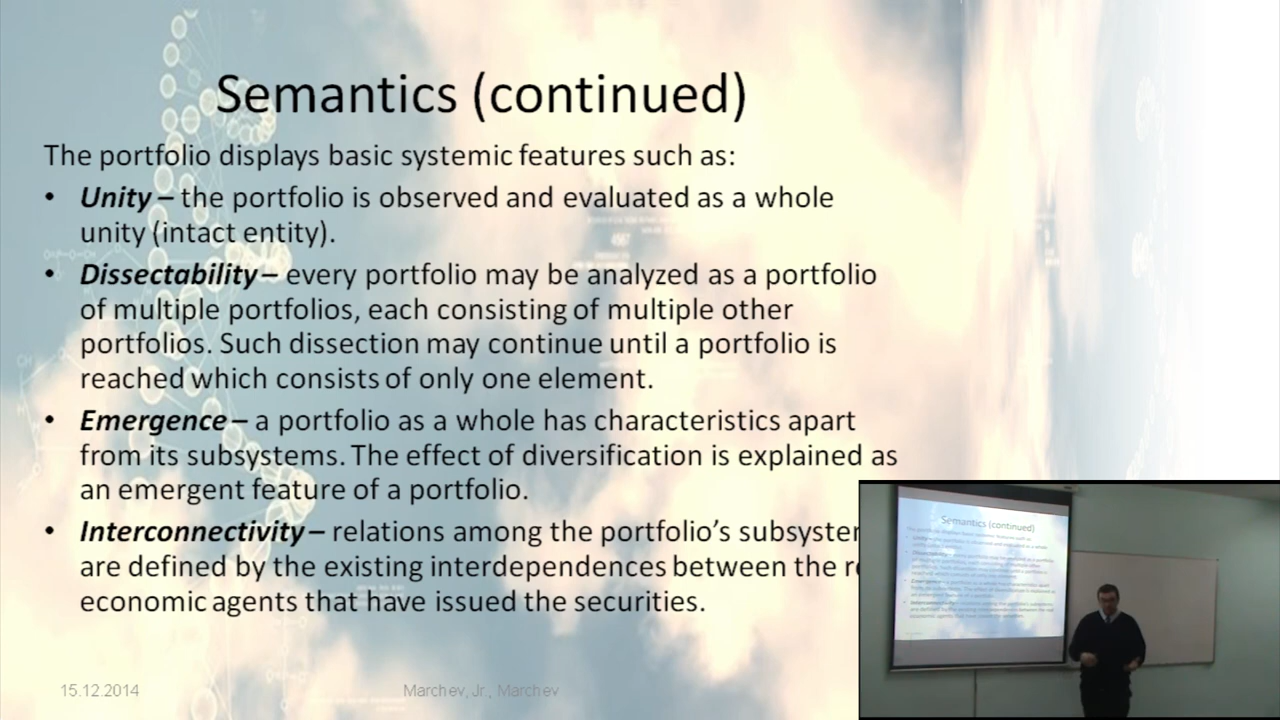 Semantics (continued)
The portfolio displays basic systemic features such as:
• Unity – the portfolio is observed and evaluated as a whole
unity (intact entity).
• Dissectability – every portfolio may be analyzed as a portfolio
of multiple portfolios, each consisting of multiple other
portfolios. Such dissection may continue until a portfolio is
reached which consists of only one element.
• Emergence – a portfolio as a whole has characteristics apart
from its subsystems. The effect of diversification is explained as
an emergent feature of a portfolio.
• Interconnectivity – relations among the portfolio's
are defined by the existing interdependences between the
economic agents that have issued the securities.
15.12.2014
Marchev, Jr., Marchev
4567
Semantics (continued)